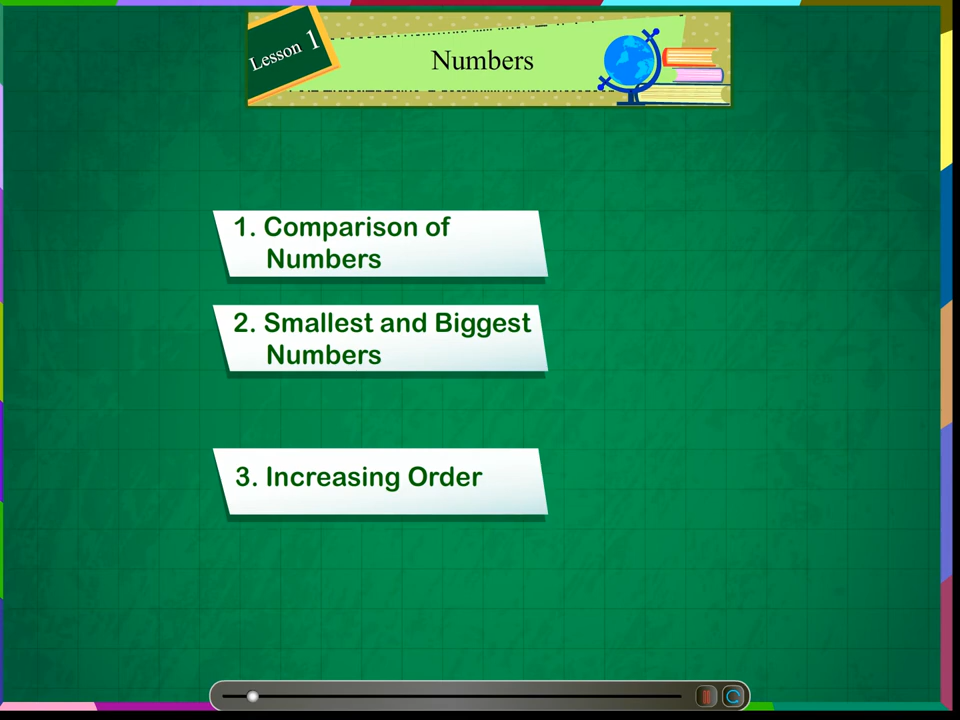 Lesson 1
Numbers
1. Comparison of
Numbers
2. Smallest and Biggest
Numbers
3. Increasing Order